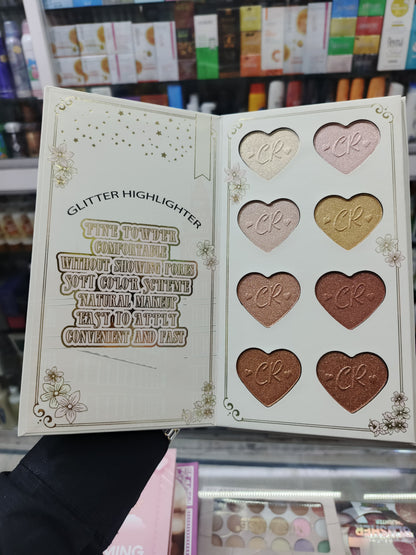 GLITTER HIGHLIGHTER
FINE POWDER
COMFORTABLE
WITHOUT SHOWING PORES
SOFT COLOR SCHEME
NATURAL MAKEUP
EASY TO APPLY
CONVENIENT AND FAST
CR
CR
CR
CR
CR
CR
CR
CR